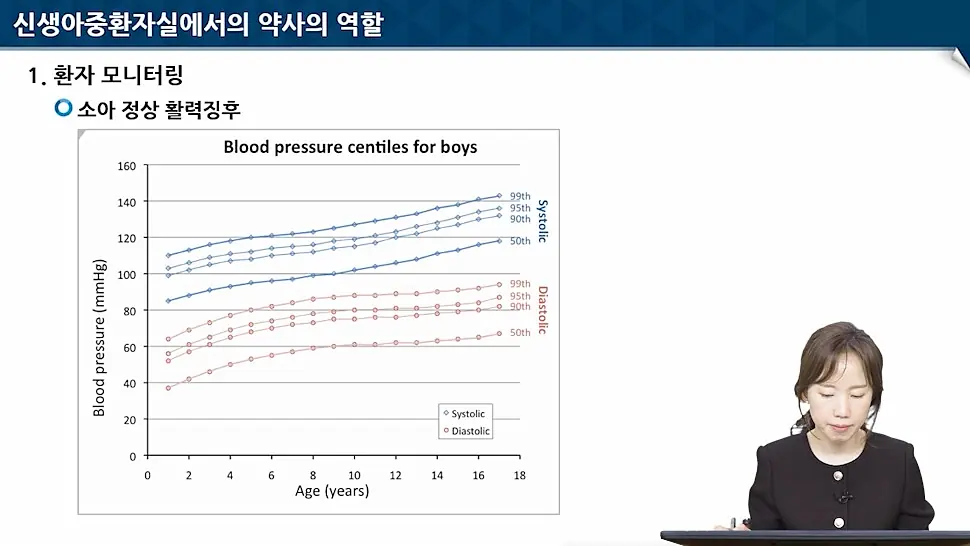 신생아중환자실에서의 약사의 역할
1. 환자 모니터링
소아 정상 활력징후
Blood pressure centiles for boys
Blood pressure (mmHg)
160
140
120
100
80
60
40
20
0
99th
95th
90th
50th
Systolic
99th
95th
90th
50th
Diastolic
Systolic
Diastolic
0 2 4 6 8 10 12 14 16 18
Age (years)